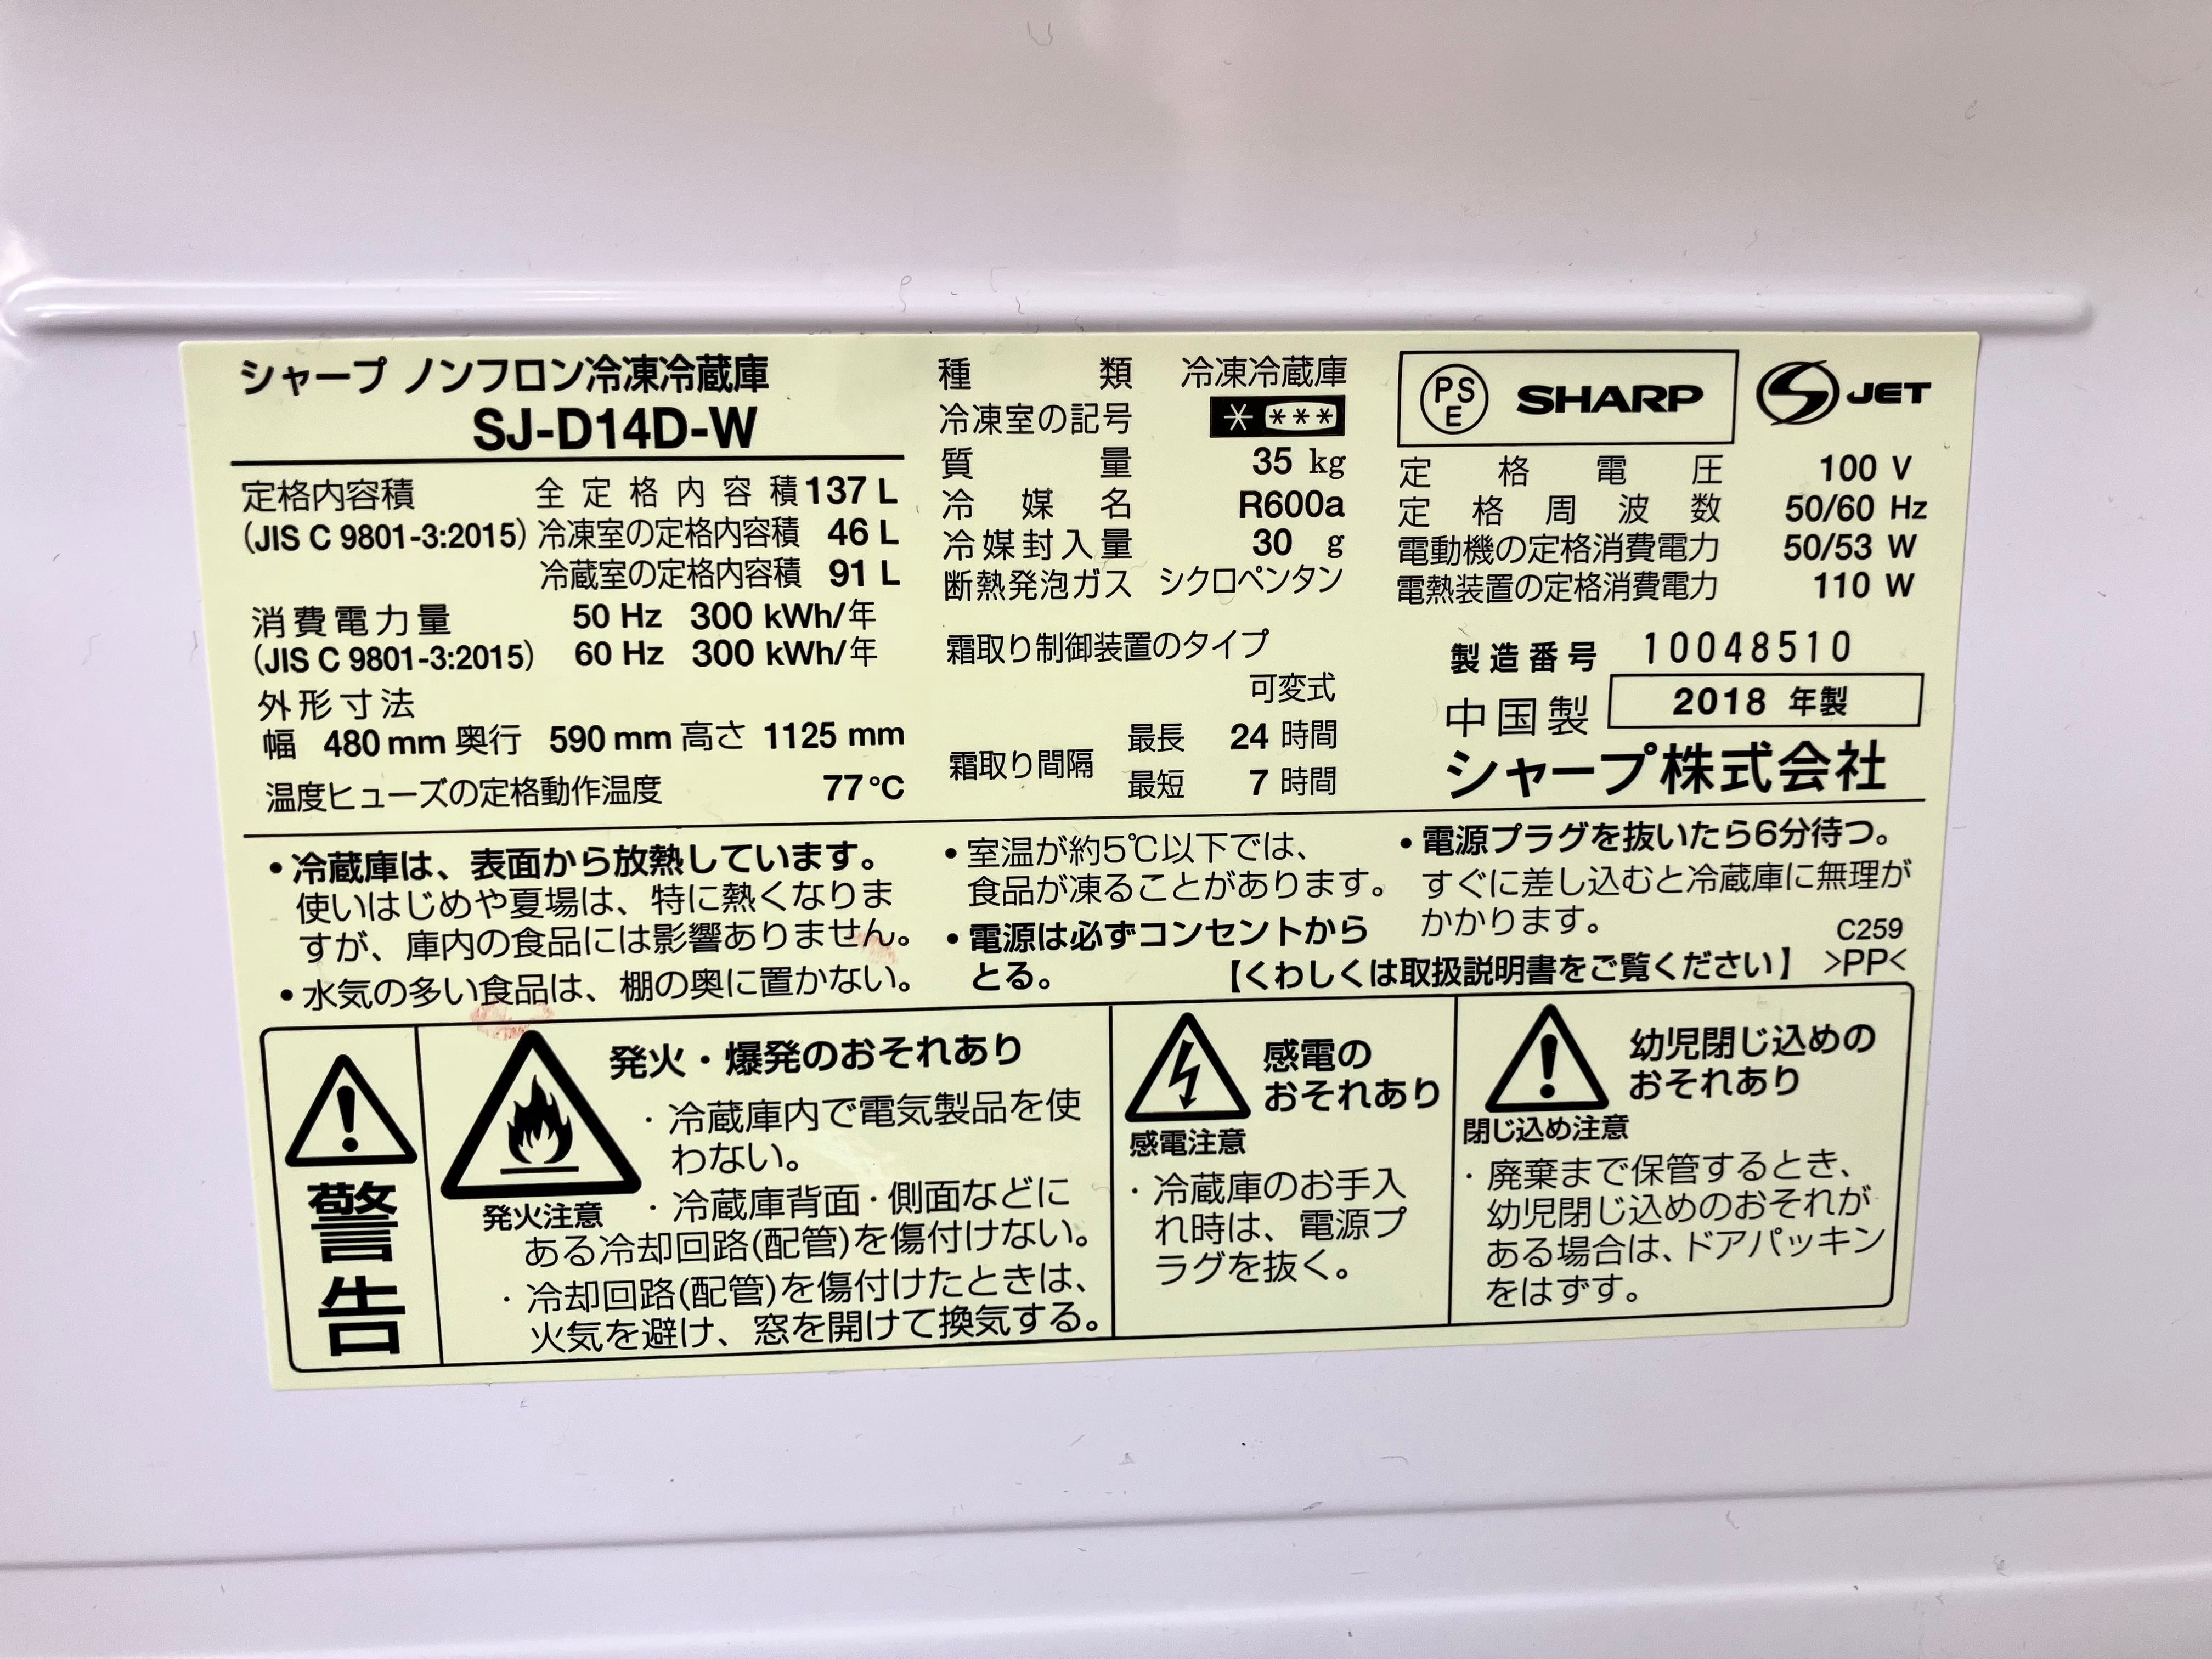 シャープ ノンフロン冷凍冷蔵庫
SJ-D14D-W
定格内容積 全定格内容積 137 L
(JIS C 9801-3:2015) 冷凍室の定格内容積 46 L
冷蔵室の定格内容積 91 L
消費電力量 50 Hz 300 kWh/年
(JIS C 9801-3:2015) 60 Hz 300 kWh/年
外形寸法
幅 480 mm 奥行 590 mm 高さ 1125 mm
温度ヒューズの定格動作温度 77℃
種類 冷凍冷蔵庫
冷凍室の記号 * ***
質量 35 kg
冷媒名 R600a
冷媒封入量 30 g
断熱発泡ガス シクロペンタン
霜取り制御装置のタイプ
可変式
霜取り間隔 最長 24 時間
最短 7 時間
PSE SHARP S JET
定格電圧 100 V
定格周波数 50/60 Hz
電動機の定格消費電力 50/53 W
電熱装置の定格消費電力 110 W
製造番号 10048510
中国製 2018 年製
シャープ株式会社
•冷蔵庫は、表面から放熱しています。
使いはじめや夏場は、特に熱くなりま
すが、庫内の食品には影響ありません。
•水気の多い食品は、棚の奥に置かない。
•室温が約5℃以下では、
食品が凍ることがあります。
•電源は必ずコンセントから
とる。
•電源プラグを抜いたら6分待つ。
すぐに差し込むと冷蔵庫に無理が
かかります。
C259
【くわしくは取扱説明書をご覧ください】 >PP<
警告
発火注意
発火・爆発のおそれあり
・冷蔵庫内で電気製品を使
わない。
・冷蔵庫背面・側面などに
ある冷却回路(配管)を傷付けない。
・冷却回路(配管)を傷付けたときは、
火気を避け、窓を開けて換気する。
感電の
おそれあり
感電注意
・冷蔵庫のお手入
れ時は、電源プ
ラグを抜く。
幼児閉じ込めの
おそれあり
閉じ込め注意
・廃棄まで保管するとき、
幼児閉じ込めのおそれが
ある場合は、ドアパッキン
をはずす。